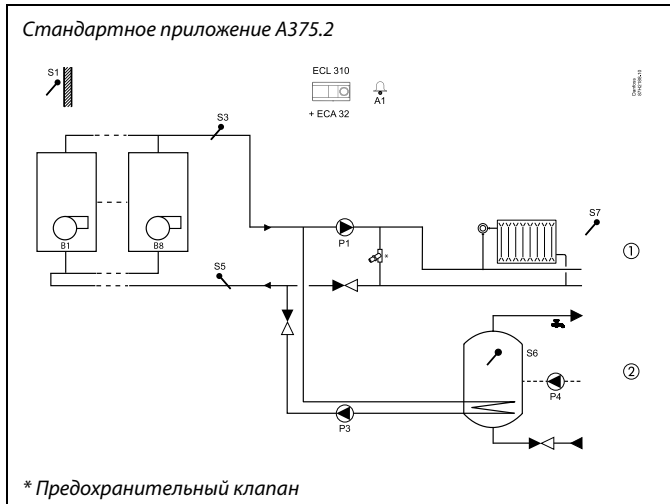 Стандартное приложение A375.2
S1
ECL 310
A1
+ ECA 32
S3
S7
B1
B8
P1
*
①
S5
S6
②
P4
P3
* Предохранительный клапан